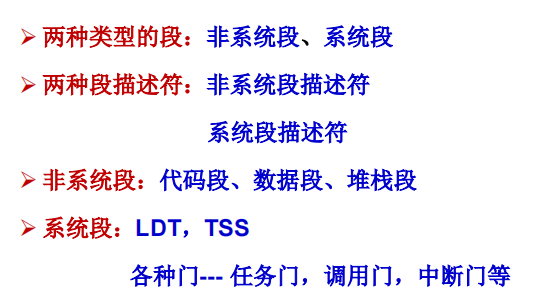 ➢ 两种类型的段：非系统段、系统段
➢ 两种段描述符：非系统段描述符
系统段描述符
➢ 非系统段：代码段、数据段、堆栈段
➢ 系统段：LDT，TSS
各种门--- 任务门，调用门，中断门等